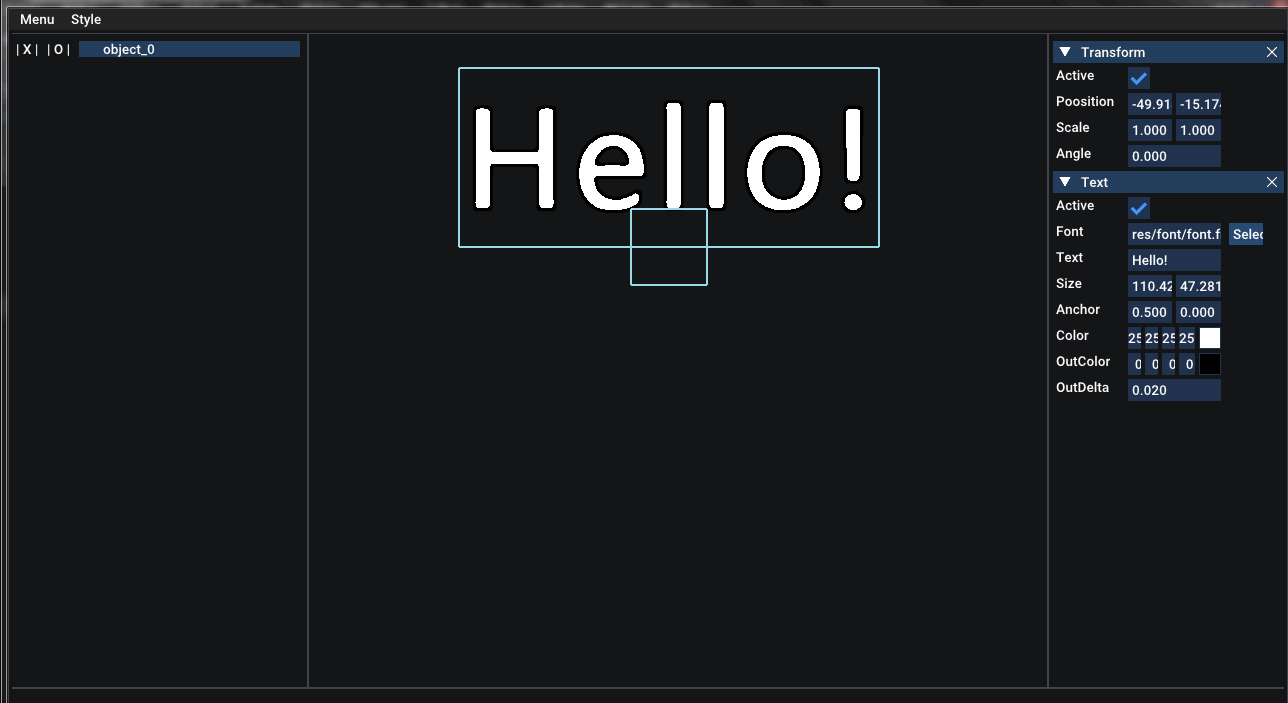 Menu Style
|X| |O| object_0
Hello!
Transform
Active
Poosition -49.91 -15.174
Scale 1.000 1.000
Angle 0.000
Text
Active
Font res/font/font.f Selec
Text Hello!
Size 110.42 47.281
Anchor 0.500 0.000
Color 25 25 25 25
OutColor 0 0 0 0
OutDelta 0.020